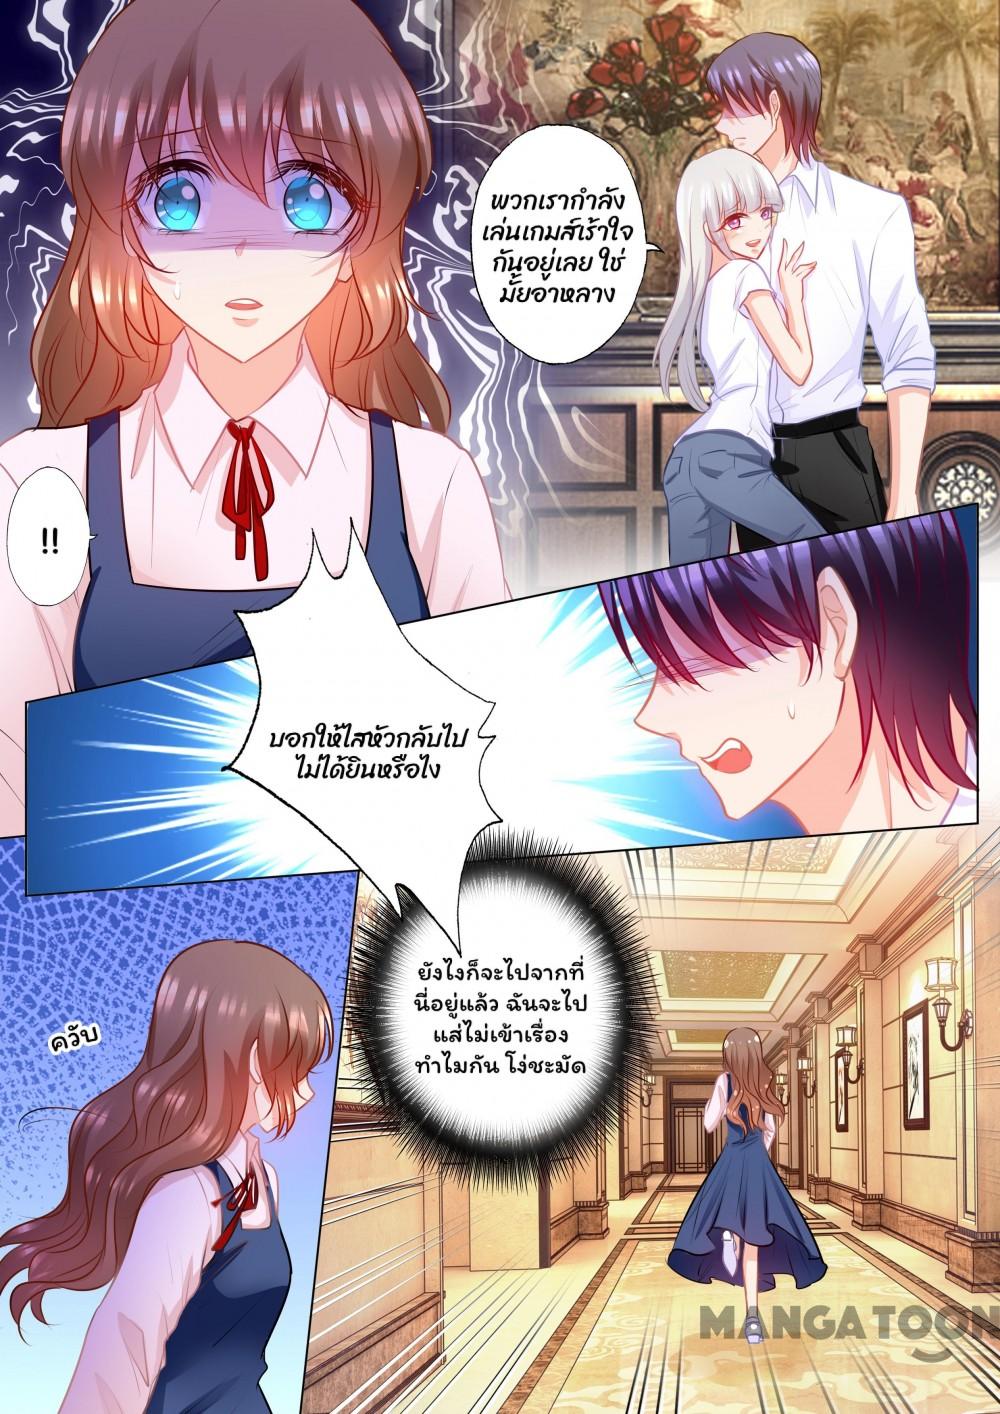 พวกเรากำลัง
เล่นเกมส์เร้าใจ
กันอยู่เลย ใช่
มั้ยอาหลาง
!!
บอกให้ไสหัวกลับไป
ไม่ได้ยินหรือไง
ยังไงก็จะไปจากที่
นี่อยู่แล้ว ฉันจะไป
แส่ไม่เข้าเรื่อง
ทำไมกัน โง่ชะมัด
ควับ
MANGATOON